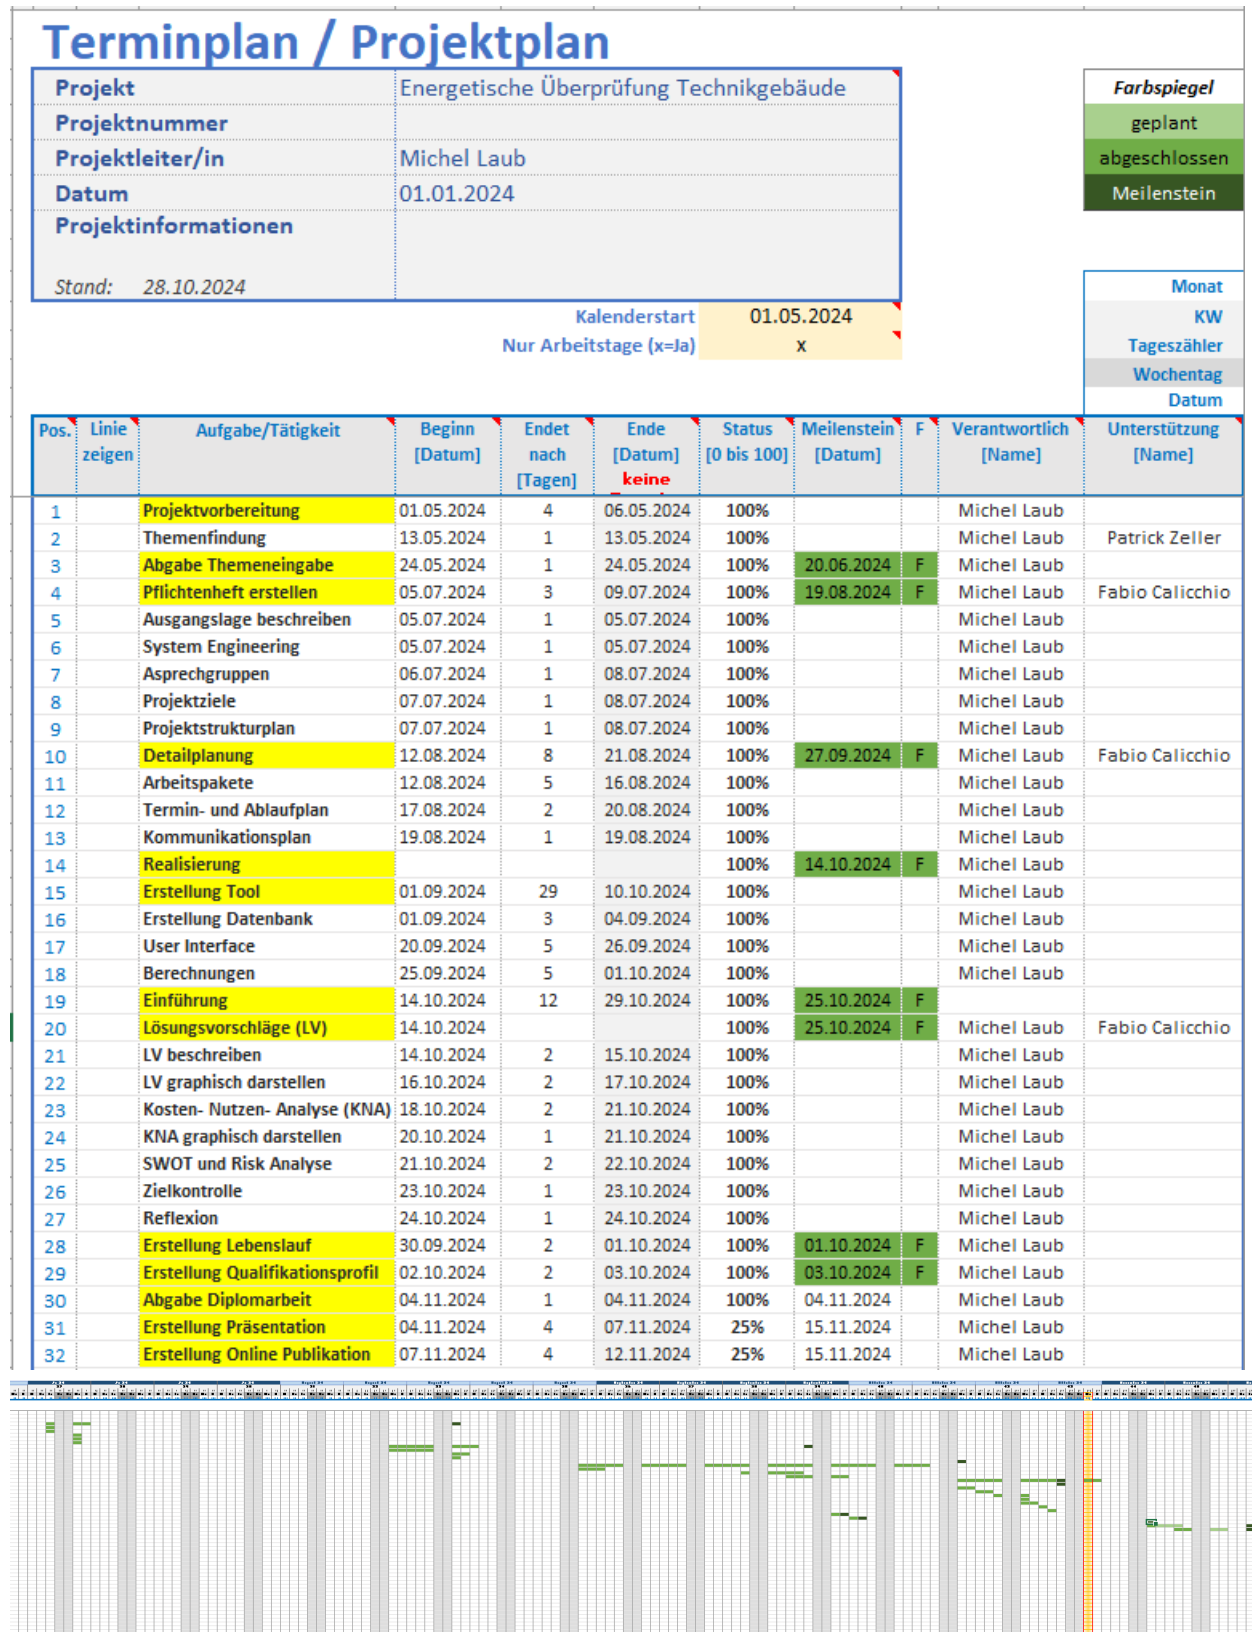 Terminplan / Projektplan
Projekt Energetische Überprüfung Technikgebäude
Projektnummer
Projektleiter/in Michel Laub
Datum 01.01.2024
Projektinformationen
Stand: 28.10.2024
Farbspiegel
geplant
abgeschlossen
Meilenstein
Kalenderstart 01.05.2024
Nur Arbeitstage (x=Ja) x
Monat
KW
Tageszähler
Wochentag
Datum
Pos. Linie Aufgabe/Tätigkeit Beginn Endet Ende Status Meilenstein F Verantwortlich Unterstützung
zeigen [Datum] nach [Datum] [0 bis 100] [Datum] [Name] [Name]
[Tagen] keine
1 Projektvorbereitung 01.05.2024 4 06.05.2024 100% Michel Laub
2 Themenfindung 13.05.2024 1 13.05.2024 100% Michel Laub Patrick Zeller
3 Abgabe Themeneingabe 24.05.2024 1 24.05.2024 100% 20.06.2024 F Michel Laub
4 Pflichtenheft erstellen 05.07.2024 3 09.07.2024 100% 19.08.2024 F Michel Laub Fabio Calicchio
5 Ausgangslage beschreiben 05.07.2024 1 05.07.2024 100% Michel Laub
6 System Engineering 05.07.2024 1 05.07.2024 100% Michel Laub
7 Asprechgruppen 06.07.2024 1 08.07.2024 100% Michel Laub
8 Projektziele 07.07.2024 1 08.07.2024 100% Michel Laub
9 Projektstrukturplan 07.07.2024 1 08.07.2024 100% Michel Laub
10 Detailplanung 12.08.2024 8 21.08.2024 100% 27.09.2024 F Michel Laub Fabio Calicchio
11 Arbeitspakete 12.08.2024 5 16.08.2024 100% Michel Laub
12 Termin- und Ablaufplan 17.08.2024 2 20.08.2024 100% Michel Laub
13 Kommunikationsplan 19.08.2024 1 19.08.2024 100% Michel Laub
14 Realisierung 100% 14.10.2024 F Michel Laub
15 Erstellung Tool 01.09.2024 29 10.10.2024 100% Michel Laub
16 Erstellung Datenbank 01.09.2024 3 04.09.2024 100% Michel Laub
17 User Interface 20.09.2024 5 26.09.2024 100% Michel Laub
18 Berechnungen 25.09.2024 5 01.10.2024 100% Michel Laub
19 Einführung 14.10.2024 12 29.10.2024 100% 25.10.2024 F
20 Lösungsvorschläge (LV) 14.10.2024 100% 25.10.2024 F Michel Laub Fabio Calicchio
21 LV beschreiben 14.10.2024 2 15.10.2024 100% Michel Laub
22 LV graphisch darstellen 16.10.2024 2 17.10.2024 100% Michel Laub
23 Kosten- Nutzen- Analyse (KNA) 18.10.2024 2 21.10.2024 100% Michel Laub
24 KNA graphisch darstellen 20.10.2024 1 21.10.2024 100% Michel Laub
25 SWOT und Risk Analyse 21.10.2024 2 22.10.2024 100% Michel Laub
26 Zielkontrolle 23.10.2024 1 23.10.2024 100% Michel Laub
27 Reflexion 24.10.2024 1 24.10.2024 100% Michel Laub
28 Erstellung Lebenslauf 30.09.2024 2 01.10.2024 100% 01.10.2024 F Michel Laub
29 Erstellung Qualifikationsprofil 02.10.2024 2 03.10.2024 100% 03.10.2024 F Michel Laub
30 Abgabe Diplomarbeit 04.11.2024 1 04.11.2024 100% 04.11.2024 Michel Laub
31 Erstellung Präsentation 04.11.2024 4 07.11.2024 25% 15.11.2024 Michel Laub
32 Erstellung Online Publikation 07.11.2024 4 12.11.2024 25% 15.11.2024 Michel Laub